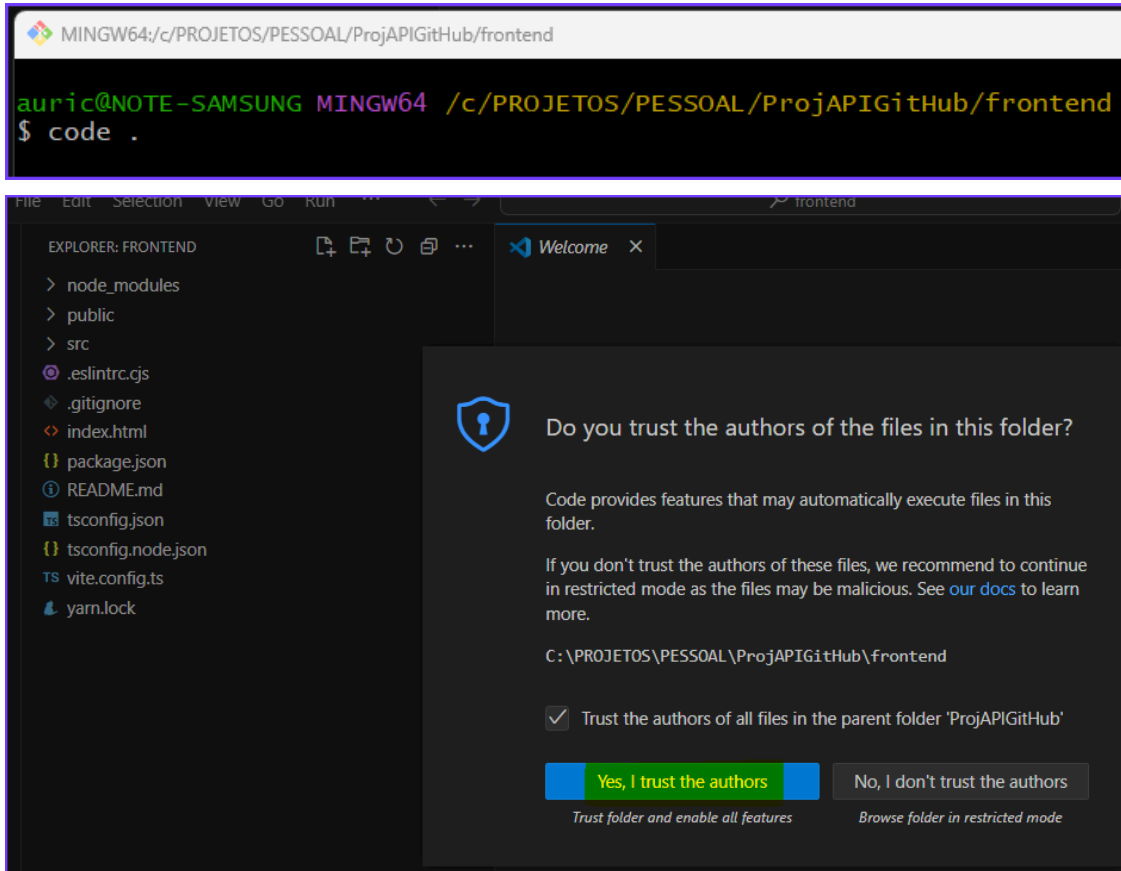 MINGW64:/c/PROJETOS/PESSOAL/ProjAPIGitHub/frontend
auric@NOTE-SAMSUNG MINGW64 /c/PROJETOS/PESSOAL/ProjAPIGitHub/frontend
$ code .
File Edit Selection View Go Run ... frontend
EXPLORER: FRONTEND
Welcome
node_modules
public
src
.eslintrc.cjs
.gitignore
index.html
package.json
README.md
tsconfig.json
tsconfig.node.json
TS vite.config.ts
yarn.lock
Do you trust the authors of the files in this folder?
Code provides features that may automatically execute files in this
folder.
If you don't trust the authors of these files, we recommend to continue
in restricted mode as the files may be malicious. See our docs to learn
more.
C:\PROJETOS\PESSOAL\ProjAPIGitHub\frontend
Trust the authors of all files in the parent folder 'ProjAPIGitHub'
Yes, I trust the authors
No, I don't trust the authors
Trust folder and enable all features
Browse folder in restricted mode